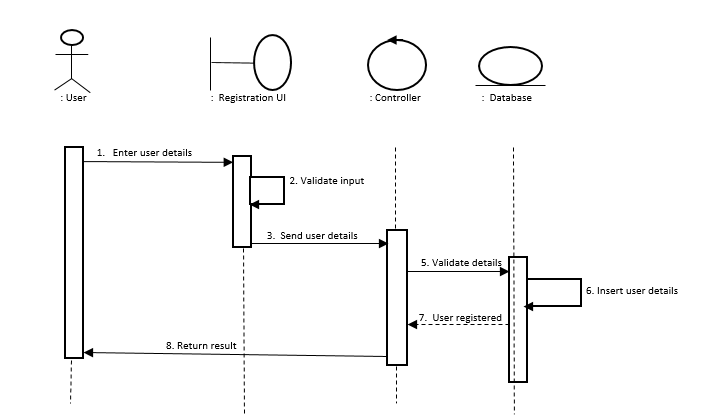 : User
: Registration UI
: Controller
: Database
1. Enter user details
2. Validate input
3. Send user details
5. Validate details
6. Insert user details
7. User registered
8. Return result